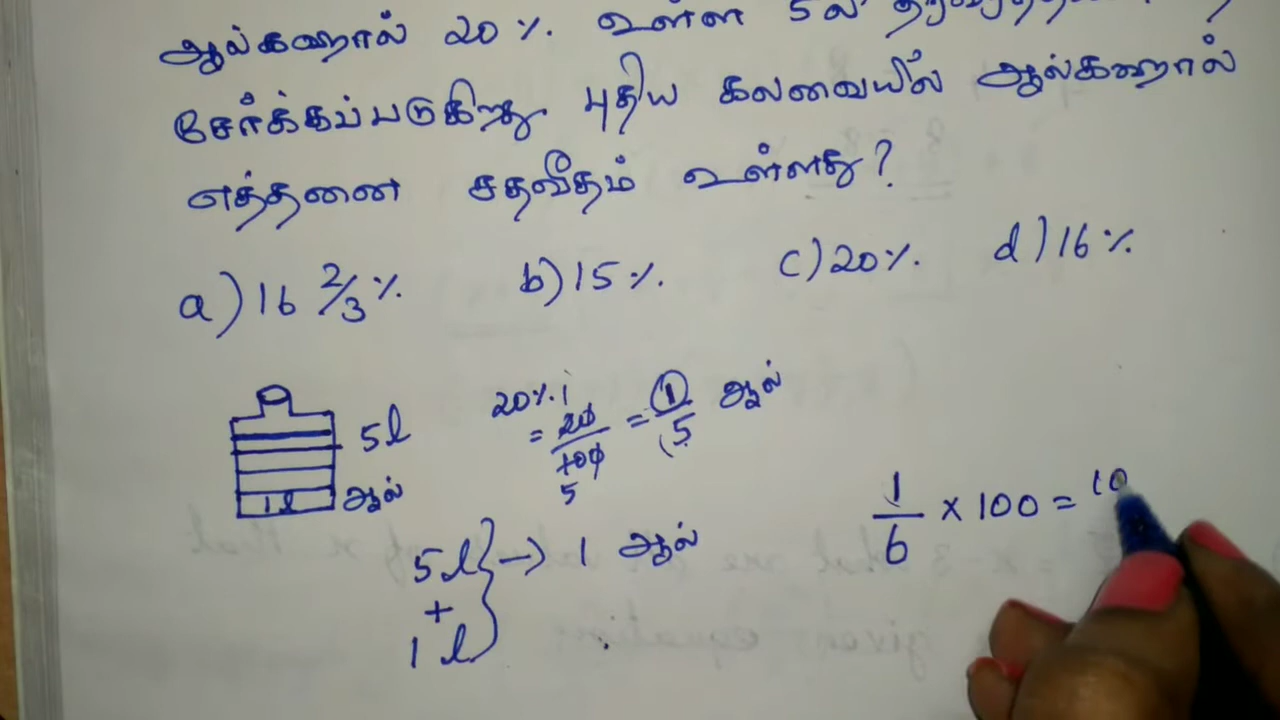 ஆல்கஹால் 20%. உள்ள 5ல
சேர்க்கப்படுகிறது. புதிய கலவையில் ஆல்கஹால்
எத்தனை சதவீதம் உள்ளது?
a) 16 2/3 %. b) 15 %. c) 20%. d) 16 %.
20%.
= 20/100 = 1/5 ஆல்
5
5l
1l ஆல்
5l } → 1 ஆல்
+
1 l
1/6 x 100 = 10